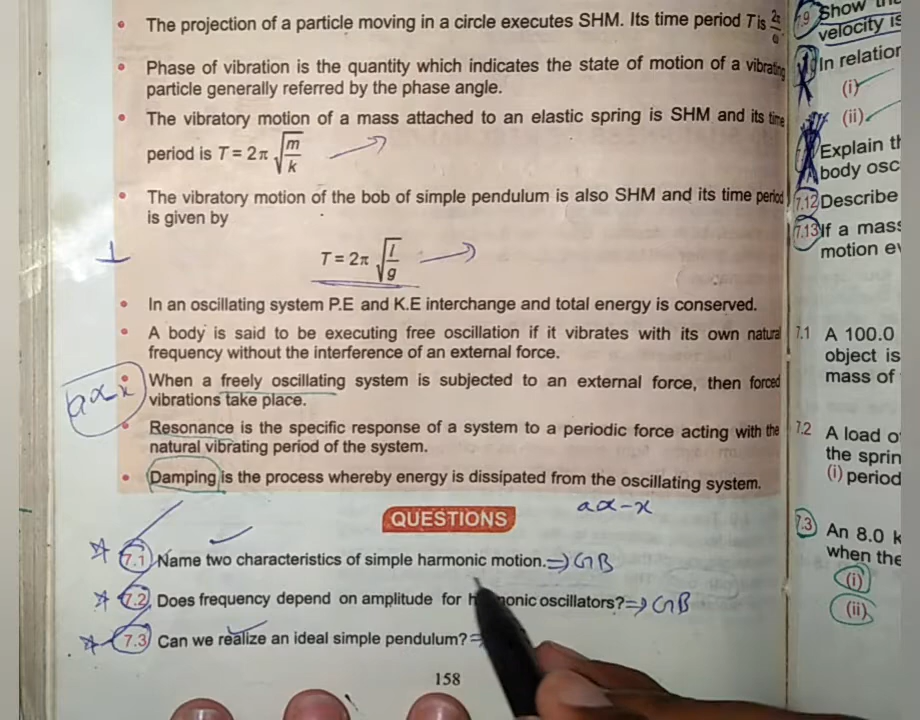 • The projection of a particle moving in a circle executes SHM. Its time period T is 2π/ω.
• Phase of vibration is the quantity which indicates the state of motion of a vibrating
particle generally referred by the phase angle.
• The vibratory motion of a mass attached to an elastic spring is SHM and its time
period is T = 2π √(m/k)
• The vibratory motion of the bob of simple pendulum is also SHM and its time period
is given by
T = 2π √(l/g)
• In an oscillating system P.E and K.E interchange and total energy is conserved.
• A body is said to be executing free oscillation if it vibrates with its own natural
frequency without the interference of an external force.
• When a freely oscillating system is subjected to an external force, then forced
vibrations take place.
a α -x
• Resonance is the specific response of a system to a periodic force acting with the
natural vibrating period of the system.
• Damping is the process whereby energy is dissipated from the oscillating system.
a α -x
QUESTIONS
7.1 Name two characteristics of simple harmonic motion. ⇒ GB
7.2 Does frequency depend on amplitude for oscillators? ⇒ GB
7.3 Can we realize an ideal simple pendulum? ⇒
158
7.9 Show
velocity is
In relation
(i)
(ii)
Explain
body osc
7.12 Describe
7.13 If a mass
motion
7.1 A 100.0
object is
mass of
7.2 A load
the
(i) period
7.3 An 8.0
when the
(i)
(ii)